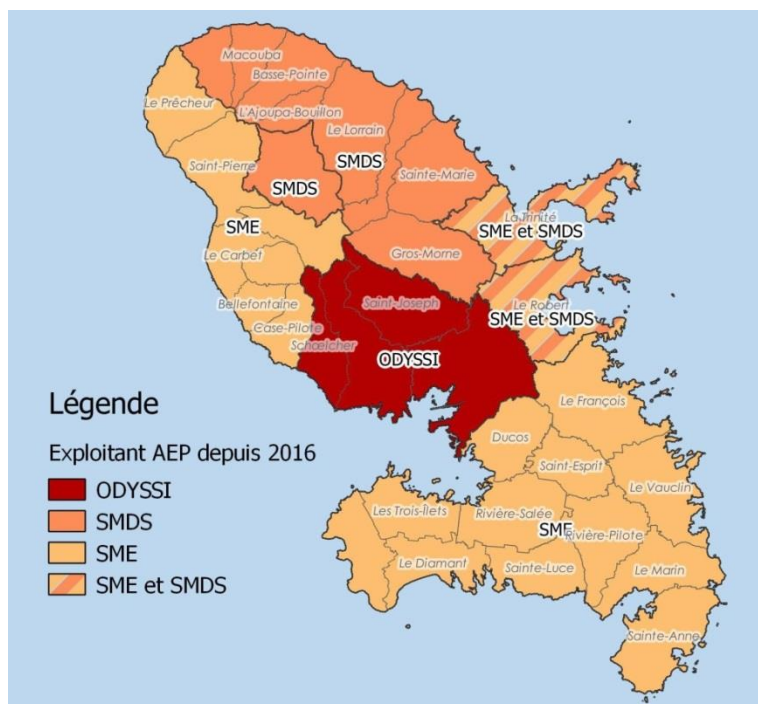 Macouba
Basse-Pointe
Le Prêcheur
L'Ajoupa-Bouillon
Le Lorrain
Saint-Pierre
SMDS
Sainte-Marie
SMDS
La Trinité
SME
SME et SMDS
Le Carbet
Gros-Morne
Bellefontaine
Saint-Joseph
Le Robert
SME et SMDS
Case-Pilote
Schœlcher
ODYSSI
Légende
Le François
Ducos
Exploitant AEP depuis 2016
Saint-Esprit
ODYSSI
Le Vauclin
SMDS
Les Trois-Îlets
Rivière-Salée
SME
Rivière-Pilote
SME
Le Diamant
Sainte-Luce
Le Marin
SME et SMDS
Sainte-Anne